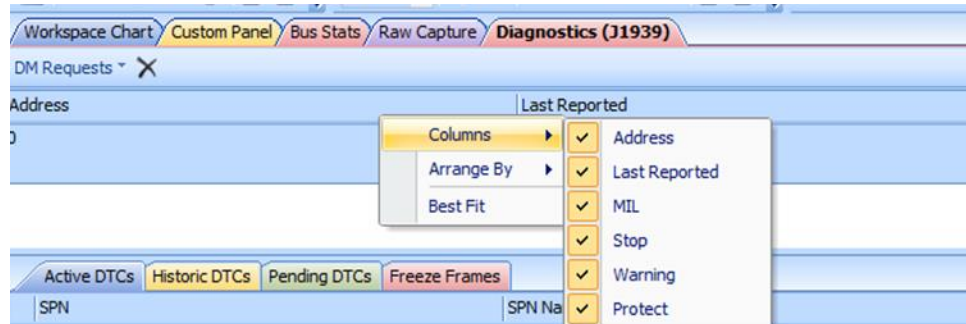 Workspace Chart Custom Panel Bus Stats Raw Capture Diagnostics (J1939)
DM Requests
Address Last Reported
0
Columns
Arrange By
Best Fit
Address
Last Reported
MIL
Stop
Warning
Protect
Active DTCs Historic DTCs Pending DTCs Freeze Frames
SPN SPN Na